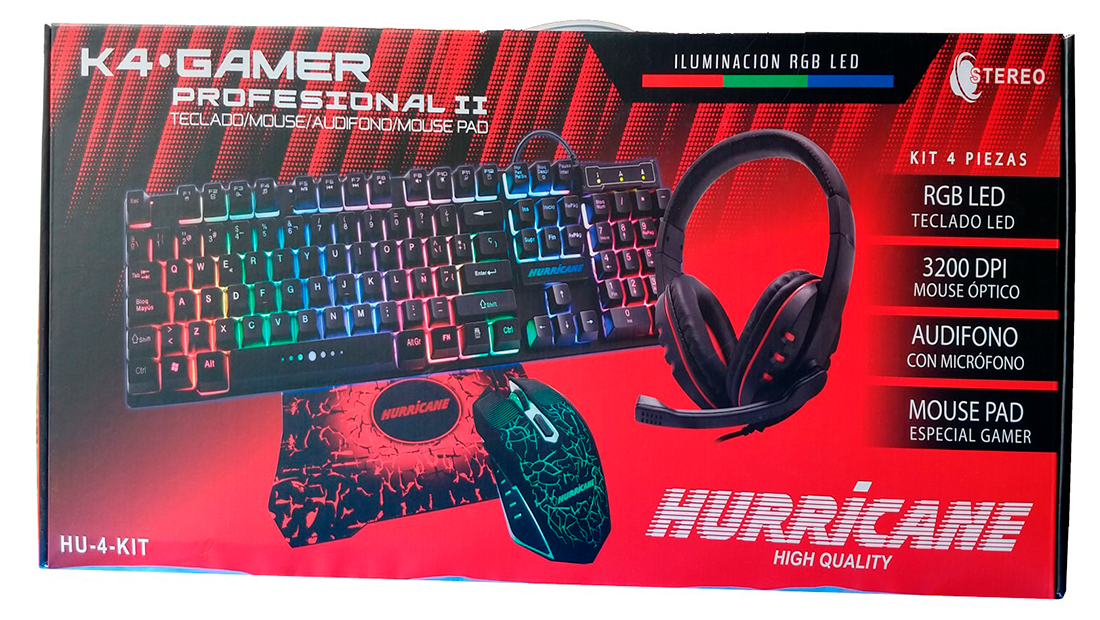 K4•GAMER
PROFESIONAL II
TECLADO/MOUSE/AUDIFONO/MOUSE PAD
ILUMINACION RGB LED
STEREO
KIT 4 PIEZAS
RGB LED
TECLADO LED
3200 DPI
MOUSE ÓPTICO
AUDIFONO
CON MICRÓFONO
MOUSE PAD
ESPECIAL GAMER
HURRICANE
HURRICANE
HURRICANE
HURRICANE
HIGH QUALITY
HU-4-KIT